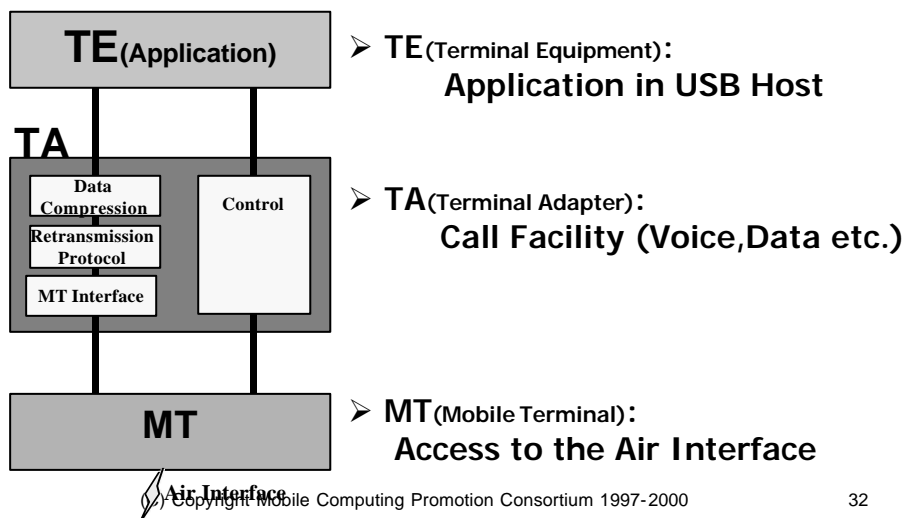 TE(Application)
➢ TE(Terminal Equipment):
Application in USB Host
TA
Data
Compression
Retransmission
Protocol
MT Interface
Control
➢ TA(Terminal Adapter):
Call Facility (Voice,Data etc.)
MT
➢ MT(Mobile Terminal):
Access to the Air Interface
Air Interface
(C) Copyright Mobile Computing Promotion Consortium 1997-2000
32